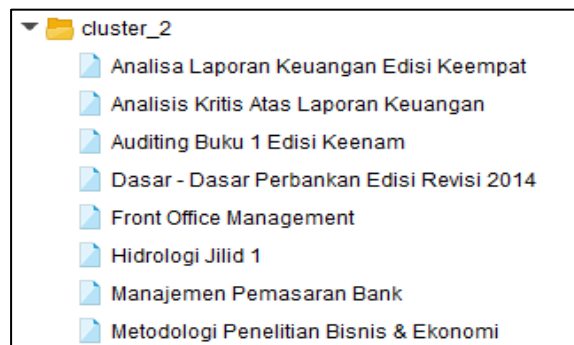 cluster_2
Analisa Laporan Keuangan Edisi Keempat
Analisis Kritis Atas Laporan Keuangan
Auditing Buku 1 Edisi Keenam
Dasar - Dasar Perbankan Edisi Revisi 2014
Front Office Management
Hidrologi Jilid 1
Manajemen Pemasaran Bank
Metodologi Penelitian Bisnis & Ekonomi